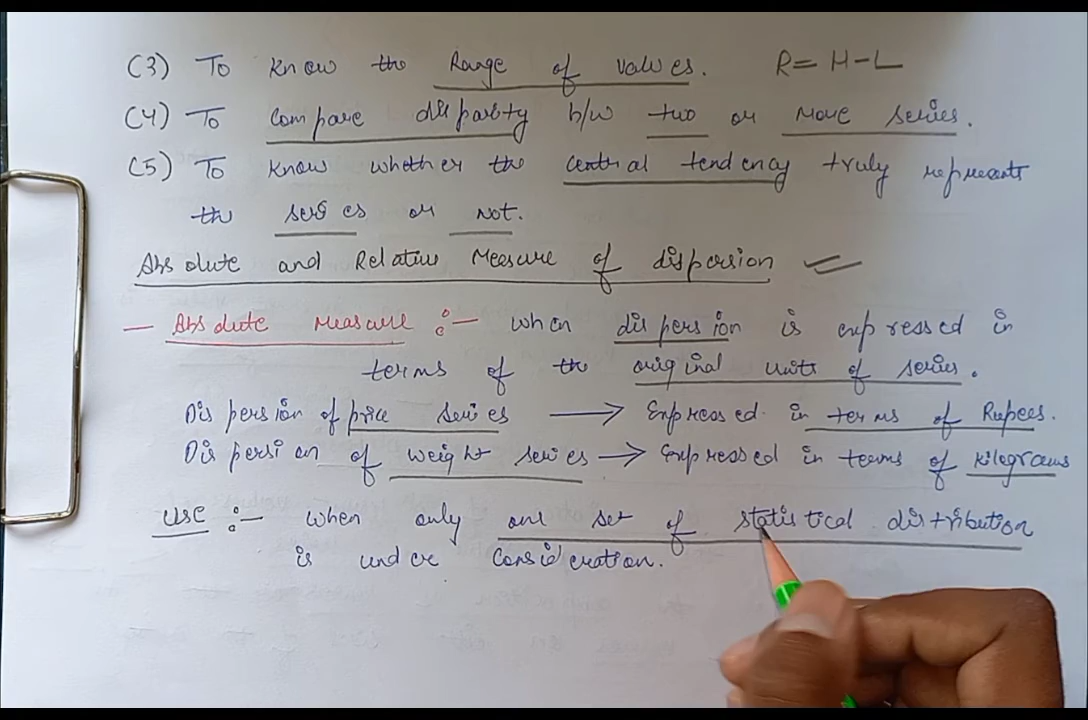 (3) To know the Range of values. R = H-L
(4) To compare disparity b/w two or more series.
(5) To know whether the central tendency truly represents
the series or not.
Absolute and Relative Measure of dispersion
— Absolute Measure :- when dispersion is expressed in
terms of the original units of series.
Dispersion of price series → Expressed in terms of Rupees.
Dispersion of weight series → Expressed in terms of kilograms
Use :- when only one set of statistical distribution
is under consideration.